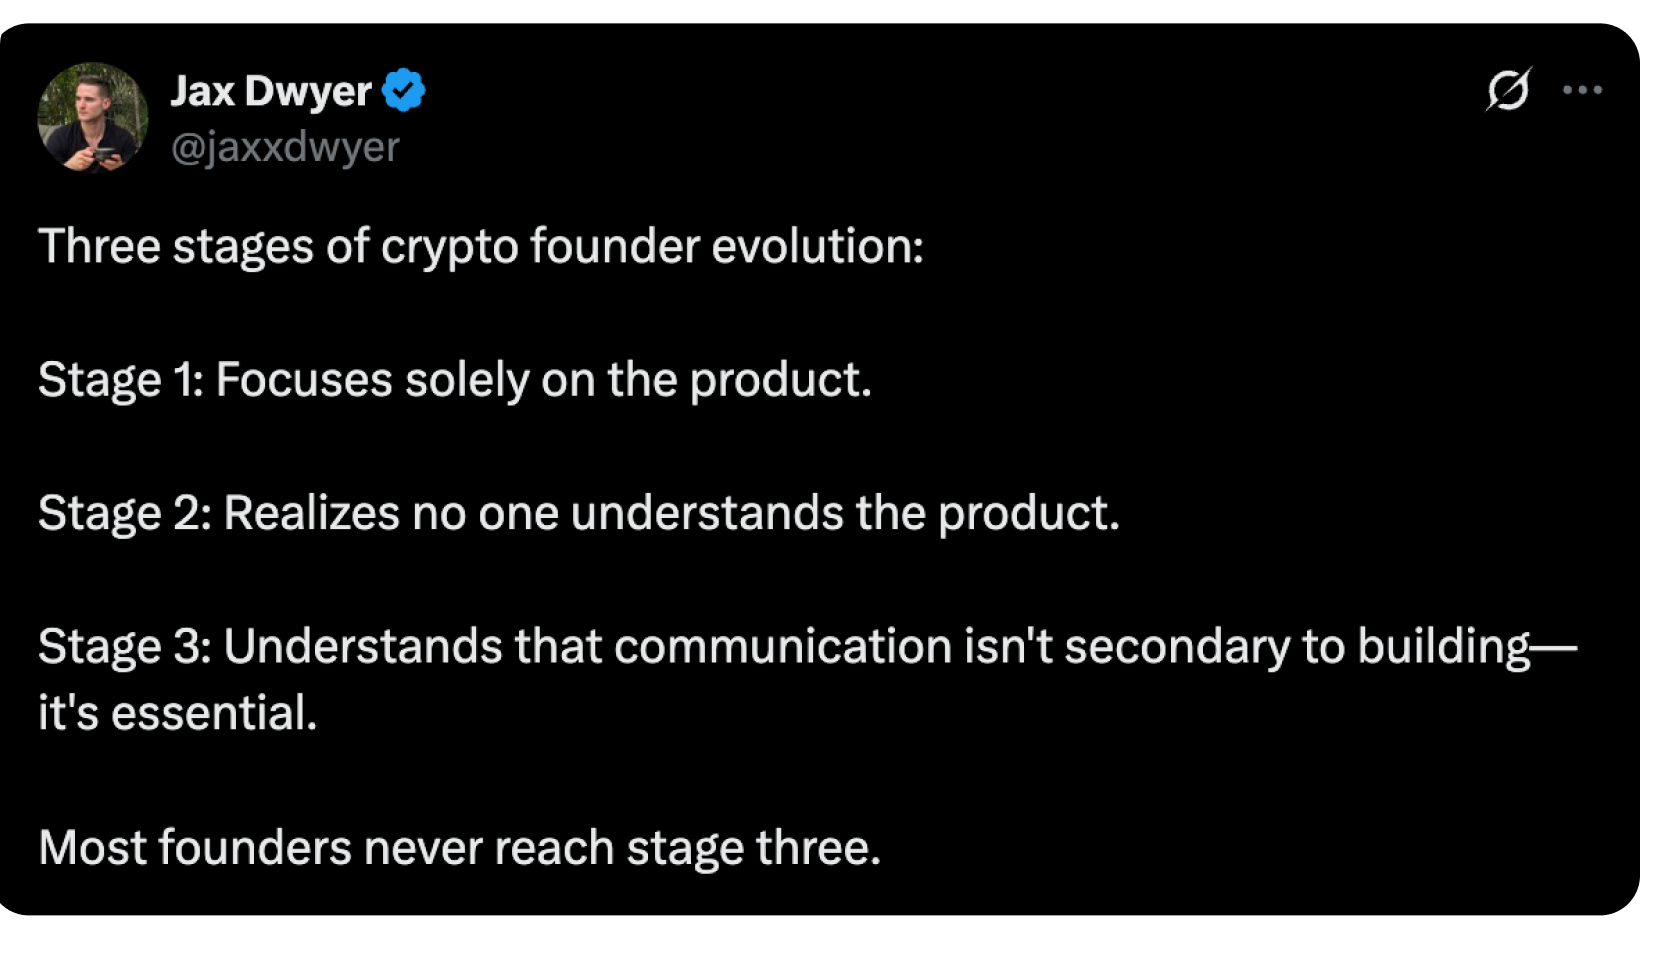 Jax Dwyer
@jaxxdwyer
Three stages of crypto founder evolution:
Stage 1: Focuses solely on the product.
Stage 2: Realizes no one understands the product.
Stage 3: Understands that communication isn't secondary to building—
it's essential.
Most founders never reach stage three.